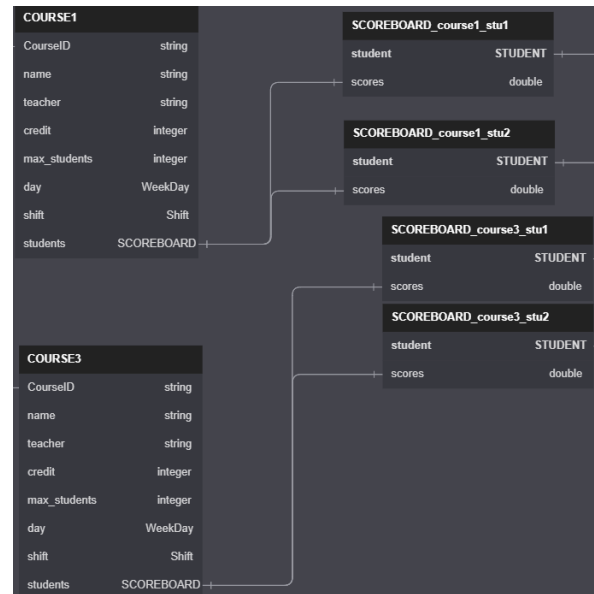 COURSE1
CourseID string
name string
teacher string
credit integer
max_students integer
day WeekDay
shift Shift
students SCOREBOARD
SCOREBOARD_course1_stu1
student STUDENT
scores double
SCOREBOARD_course1_stu2
student STUDENT
scores double
SCOREBOARD_course3_stu1
student STUDENT
scores double
SCOREBOARD_course3_stu2
student STUDENT
scores double
COURSE3
CourseID string
name string
teacher string
credit integer
max_students integer
day WeekDay
shift Shift
students SCOREBOARD